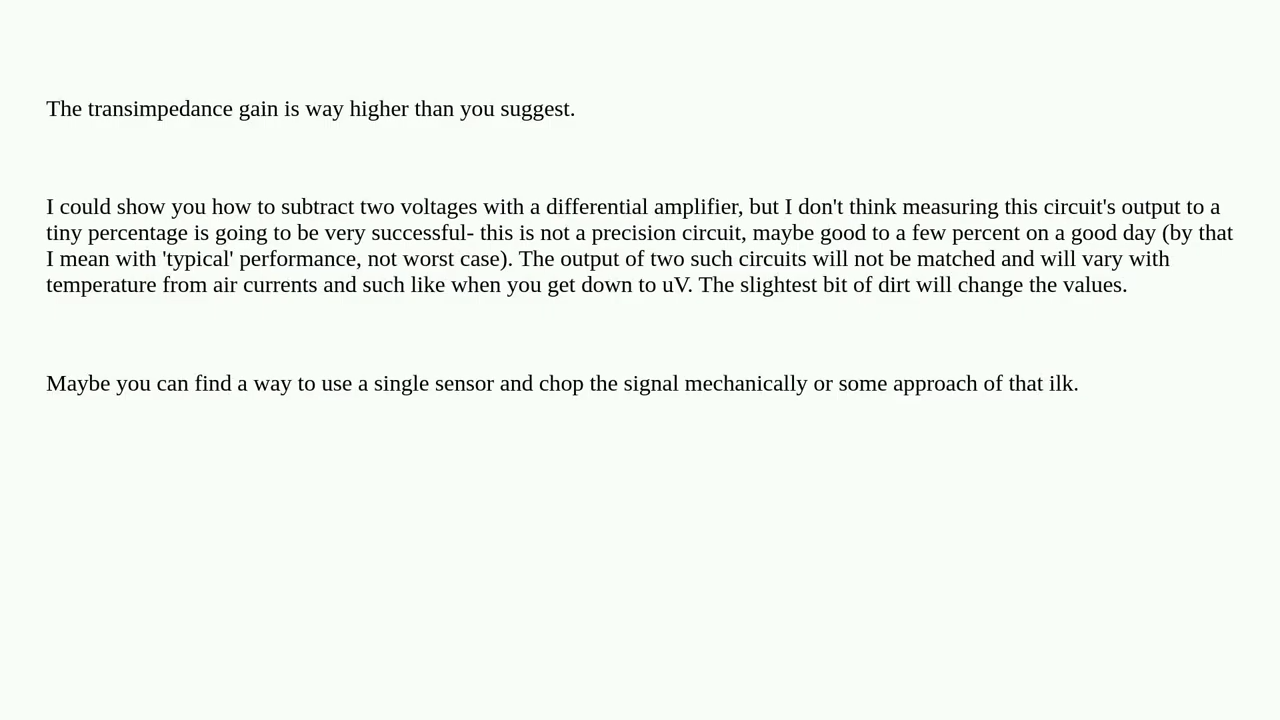 The transimpedance gain is way higher than you suggest.
I could show you how to subtract two voltages with a differential amplifier, but I don't think measuring this circuit's output to a
tiny percentage is going to be very successful- this is not a precision circuit, maybe good to a few percent on a good day (by that
I mean with 'typical' performance, not worst case). The output of two such circuits will not be matched and will vary with
temperature from air currents and such like when you get down to uV. The slightest bit of dirt will change the values.
Maybe you can find a way to use a single sensor and chop the signal mechanically or some approach of that ilk.